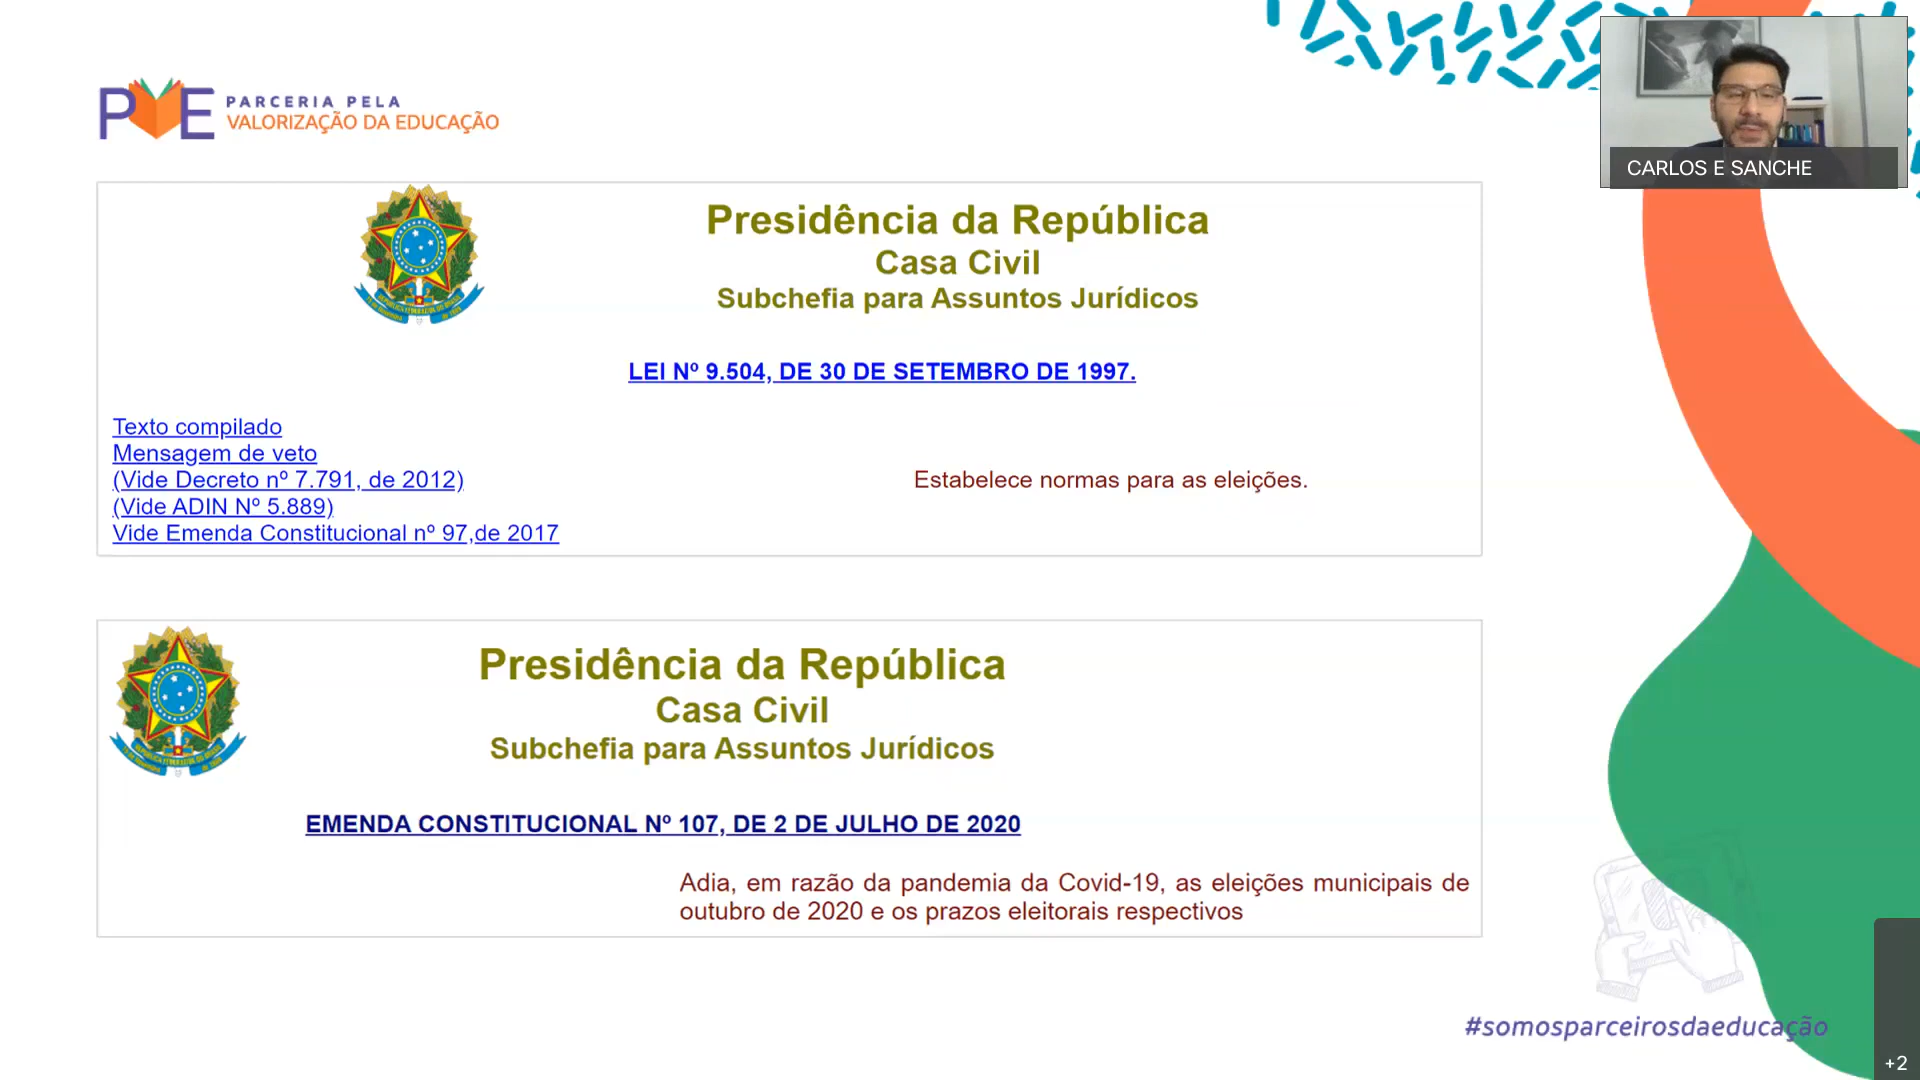 PVE PARCERIA PELA
VALORIZAÇÃO DA EDUCAÇÃO
CARLOS E SANCHE
Presidência da República
Casa Civil
Subchefia para Assuntos Jurídicos
LEI Nº 9.504, DE 30 DE SETEMBRO DE 1997.
Texto compilado
Mensagem de veto
(Vide Decreto nº 7.791, de 2012)
(Vide ADIN Nº 5.889)
Vide Emenda Constitucional nº 97,de 2017
Estabelece normas para as eleições.
Presidência da República
Casa Civil
Subchefia para Assuntos Jurídicos
EMENDA CONSTITUCIONAL Nº 107, DE 2 DE JULHO DE 2020
Adia, em razão da pandemia da Covid-19, as eleições municipais de
outubro de 2020 e os prazos eleitorais respectivos
#somosparceirosdaeducação
+2